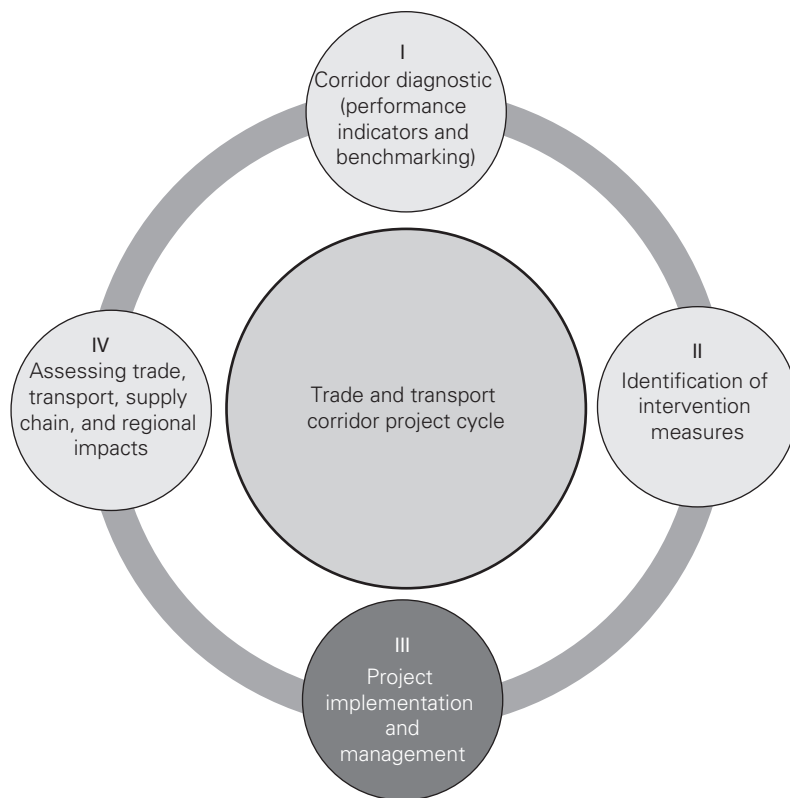 I
Corridor diagnostic
(performance
indicators and
benchmarking)
II
Identification of
intervention
measures
III
Project
implementation
and
management
IV
Assessing trade,
transport, supply
chain, and regional
impacts
Trade and transport
corridor project cycle